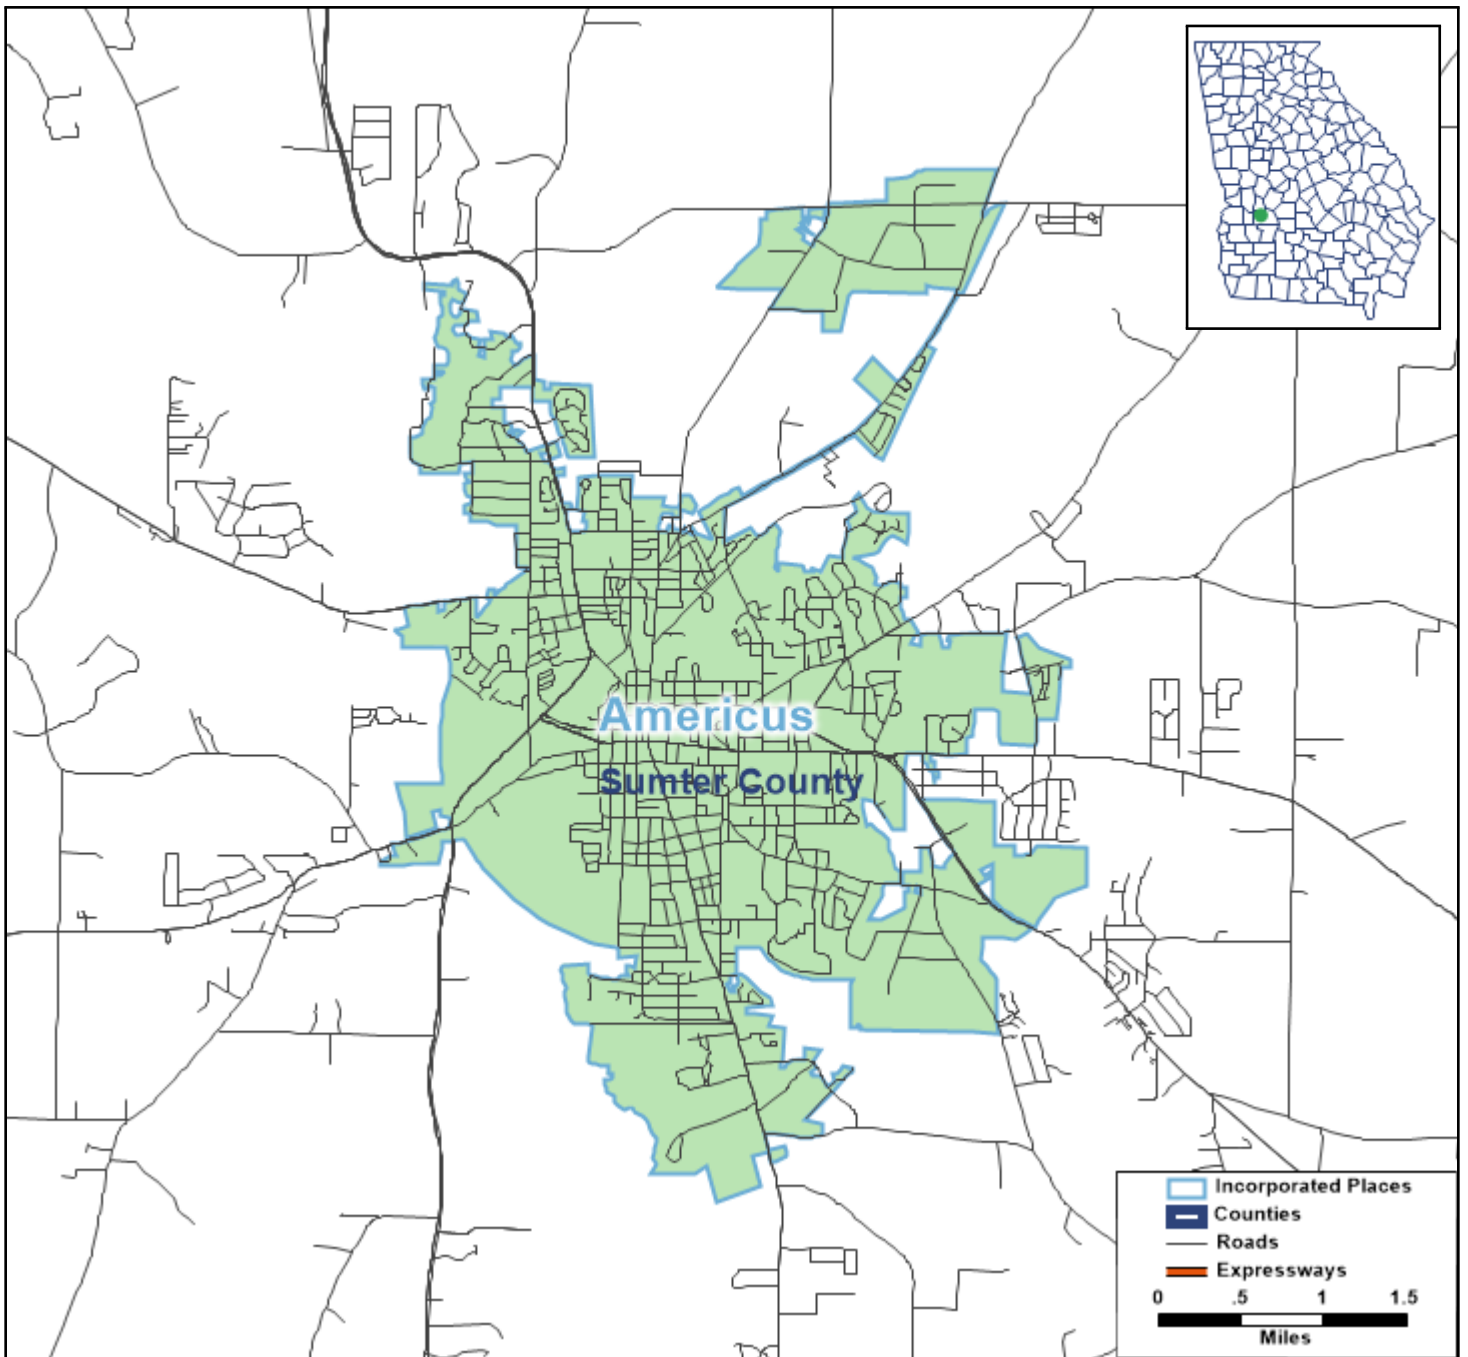 Americus
Sumter County
Incorporated Places
Counties
Roads
Expressways
0 .5 1 1.5
Miles